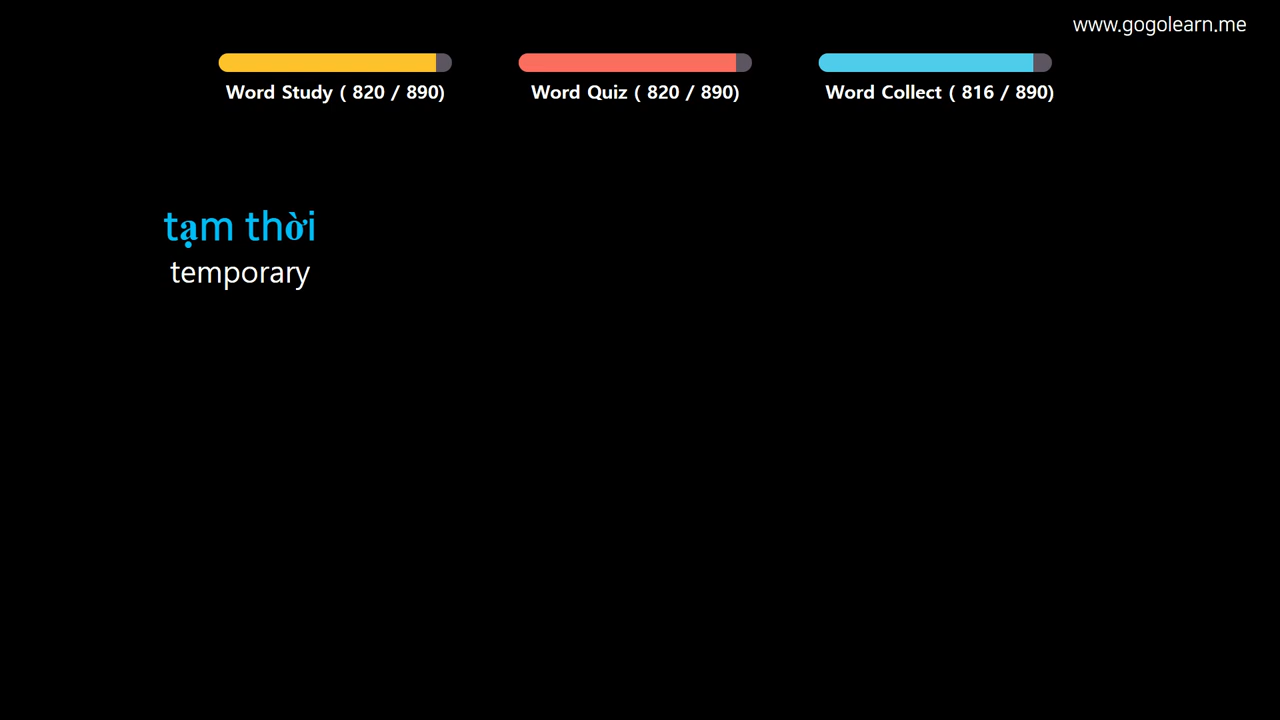 www.gogolearn.me
Word Study ( 820 / 890)
Word Quiz ( 820 / 890)
Word Collect ( 816 / 890)
tạm thời
temporary